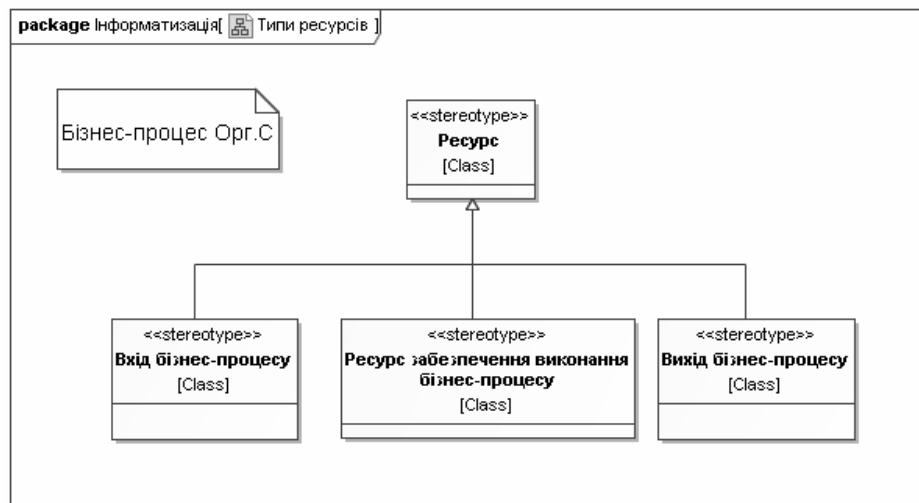 package Інформатизація[ Типи ресурсів ]
Бізнес-процес Орг.С
<<stereotype>>
Ресурс
[Class]
<<stereotype>>
Вхід бізнес-процесу
[Class]
<<stereotype>>
Ресурс забезпечення виконання
бізнес-процесу
[Class]
<<stereotype>>
Вихід бізнес-процесу
[Class]